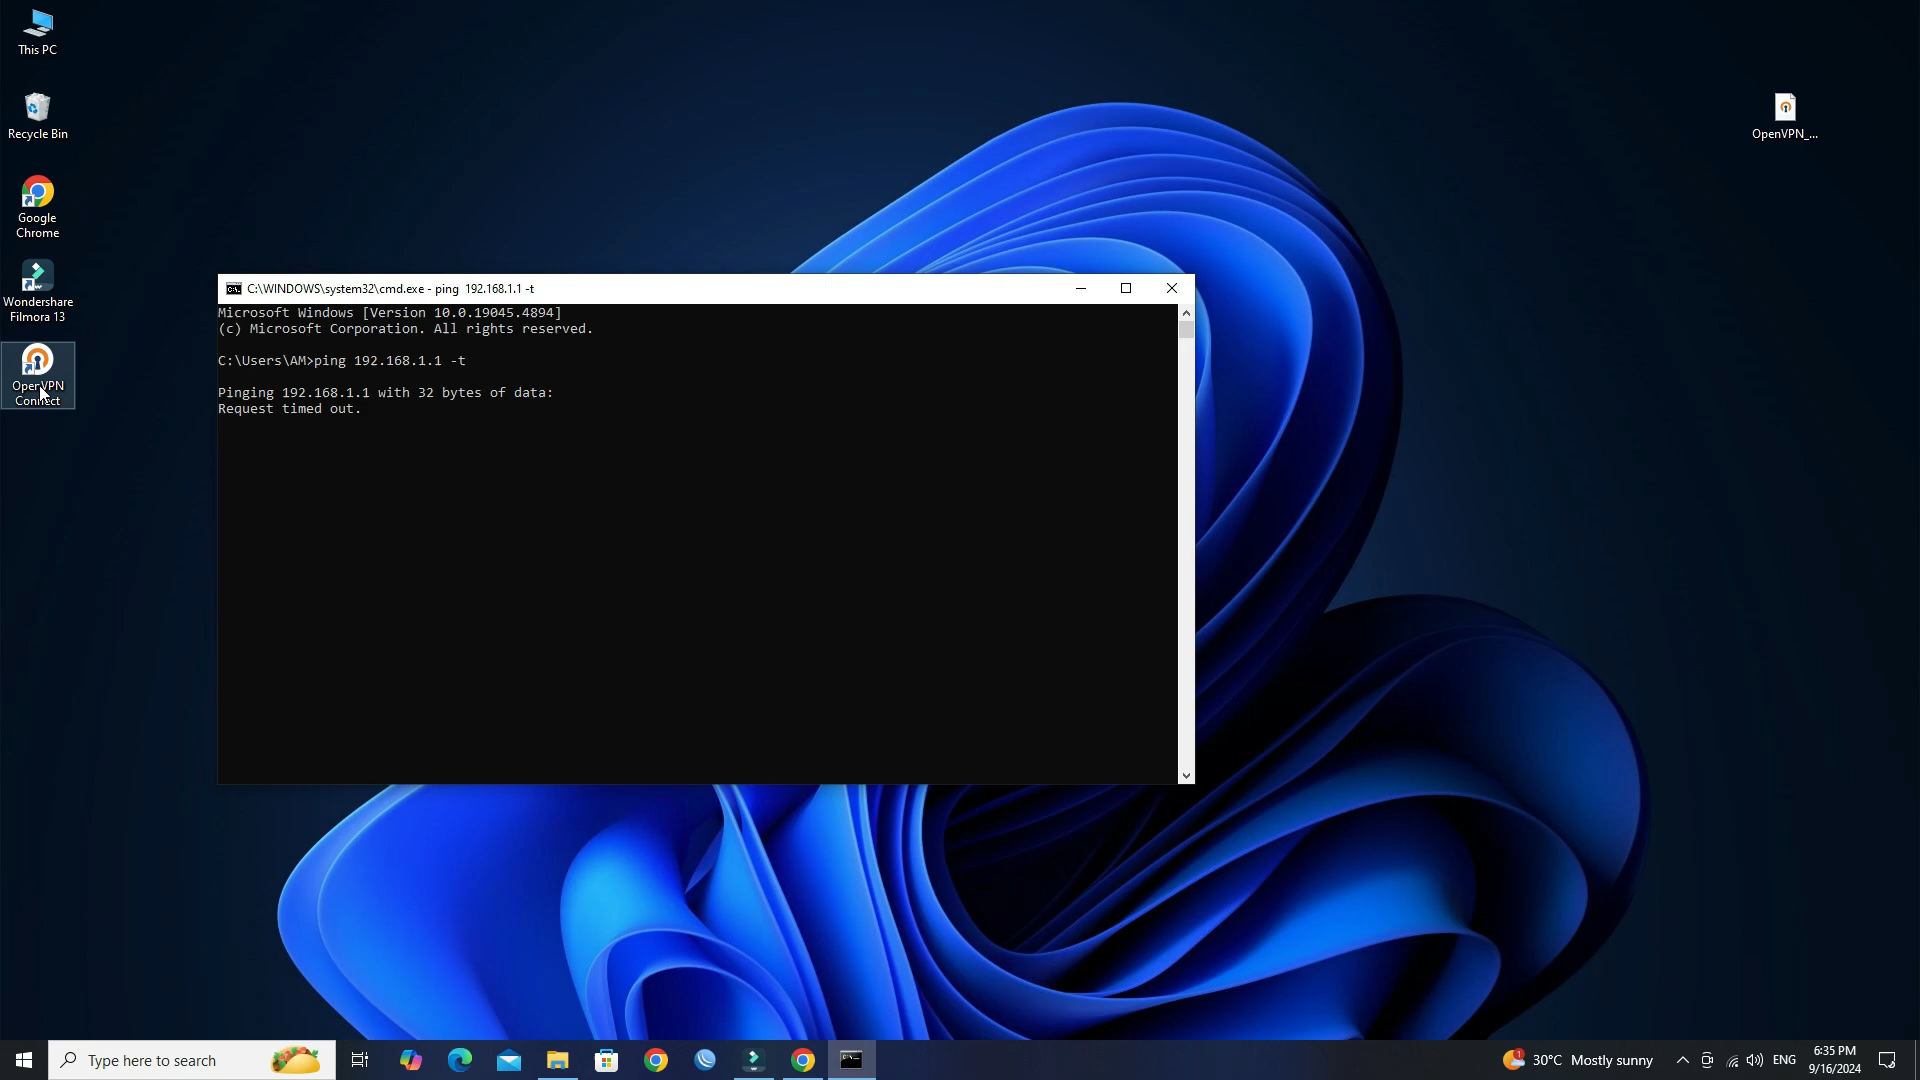 This PC
Recycle Bin
Google
Chrome
Wondershare
Filmora 13
OpenVPN
Connect
OpenVPN_...
C:\WINDOWS\system32\cmd.exe - ping  192.168.1.1 -t
Microsoft Windows [Version 10.0.19045.4894]
(c) Microsoft Corporation. All rights reserved.
C:\Users\AM>ping 192.168.1.1 -t
Pinging 192.168.1.1 with 32 bytes of data:
Request timed out.
Type here to search
1
30°C Mostly sunny
ENG
6:35 PM
9/16/2024